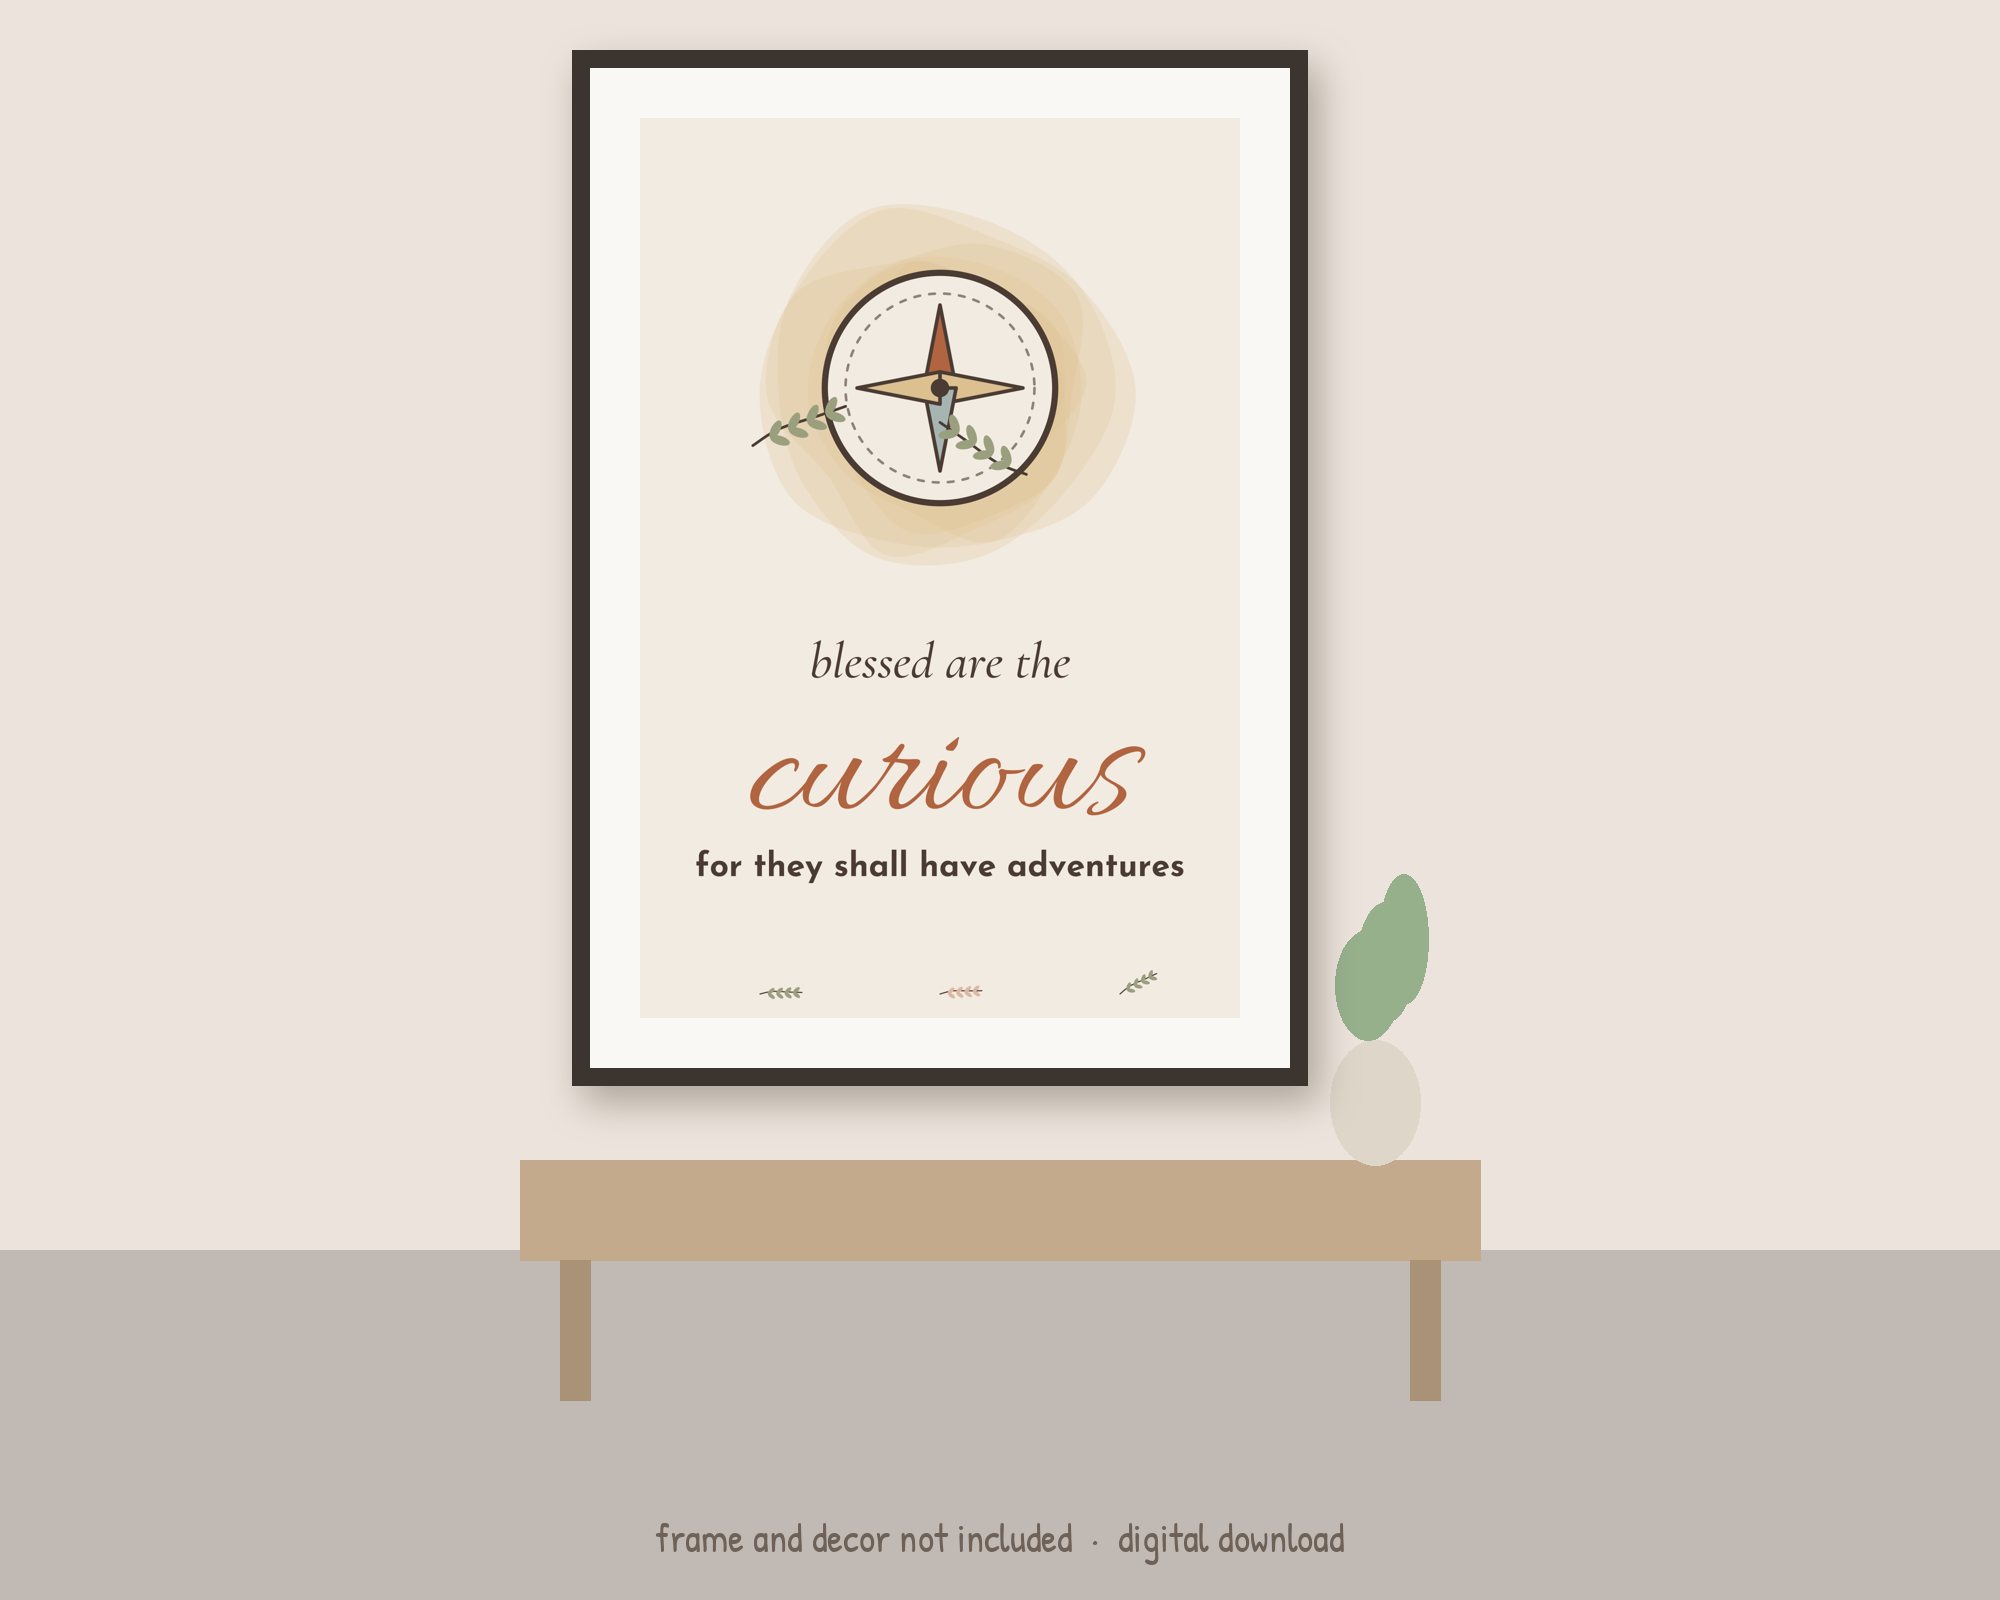 blessed are the
curious
for they shall have adventures
frame and decor not included · digital download